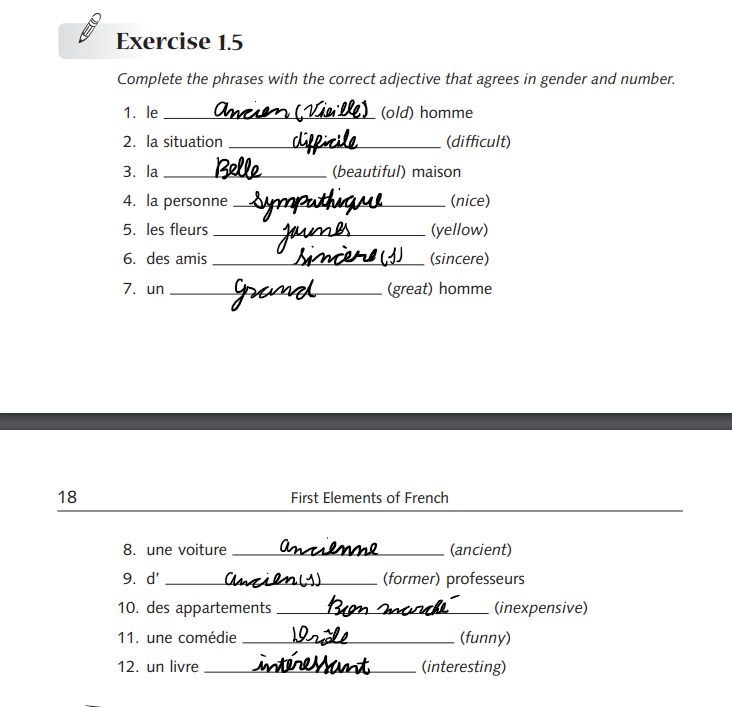 Exercise 1.5
Complete the phrases with the correct adjective that agrees in gender and number.
1. le Ancien (Vieille) (old) homme
2. la situation difficile (difficult)
3. la Belle (beautiful) maison
4. la personne sympathique (nice)
5. les fleurs jaunes (yellow)
6. des amis sincère(s) (sincere)
7. un Grand (great) homme
18 First Elements of French
8. une voiture ancienne (ancient)
9. d' ancien(s) (former) professeurs
10. des appartements Bon marché (inexpensive)
11. une comédie Drôle (funny)
12. un livre intéressant (interesting)